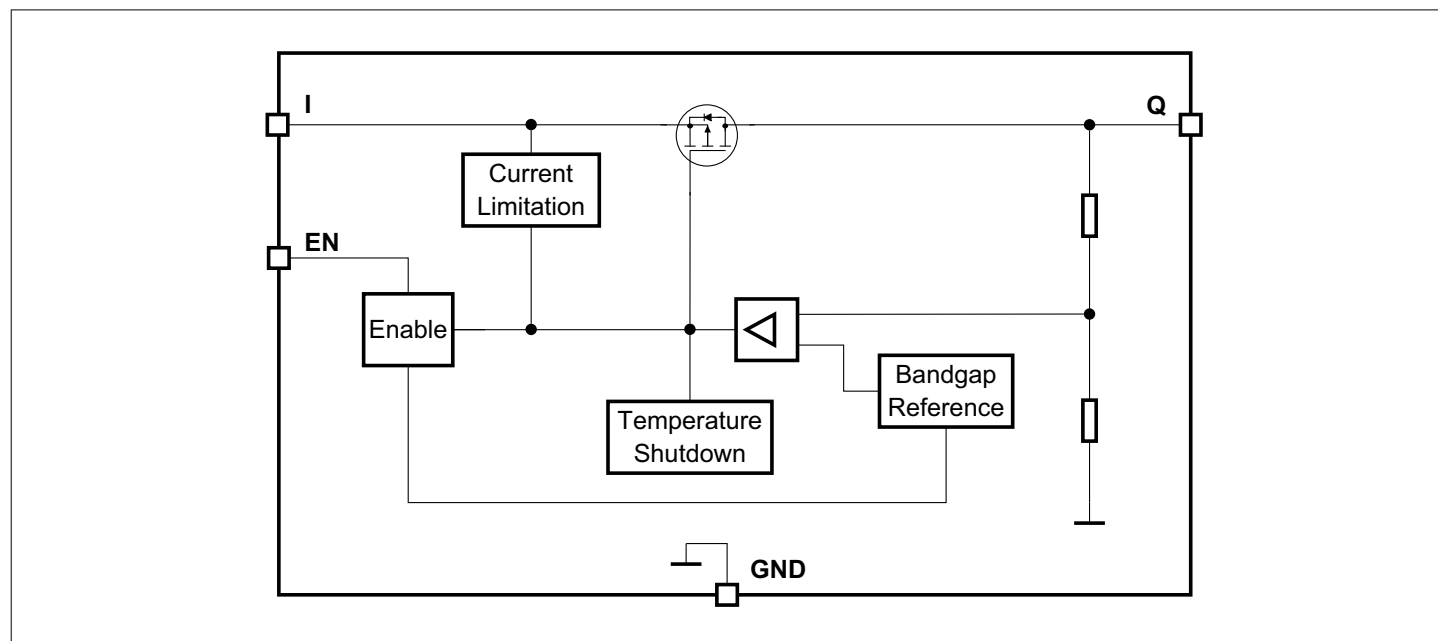 I
Q
Current
Limitation
EN
Enable
Bandgap
Reference
Temperature
Shutdown
GND